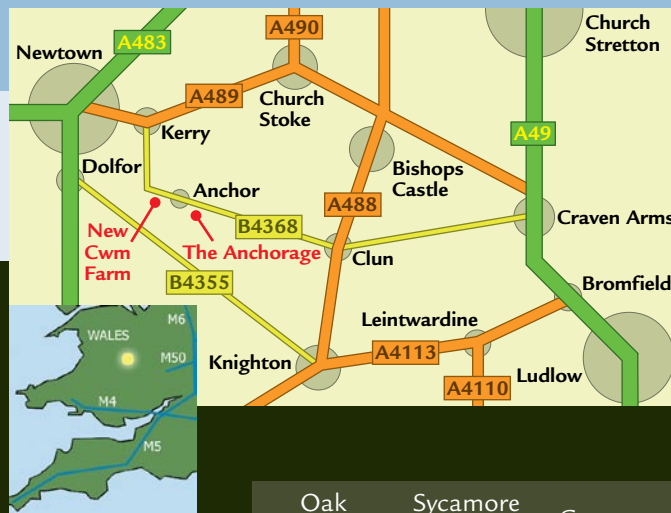 A490
Church
Stretton
A483
Newtown
A489
Church
Stoke
Kerry
A49
Dolfor
Bishops
Castle
Anchor
A488
New
Cwm
Farm
B4368
The Anchorage
Craven Arms
Clun
B4355
Bromfield
Leintwardine
Knighton
A4113
Ludlow
A4110
WALES
M6
M50
M4
M5
Oak
Sycamore